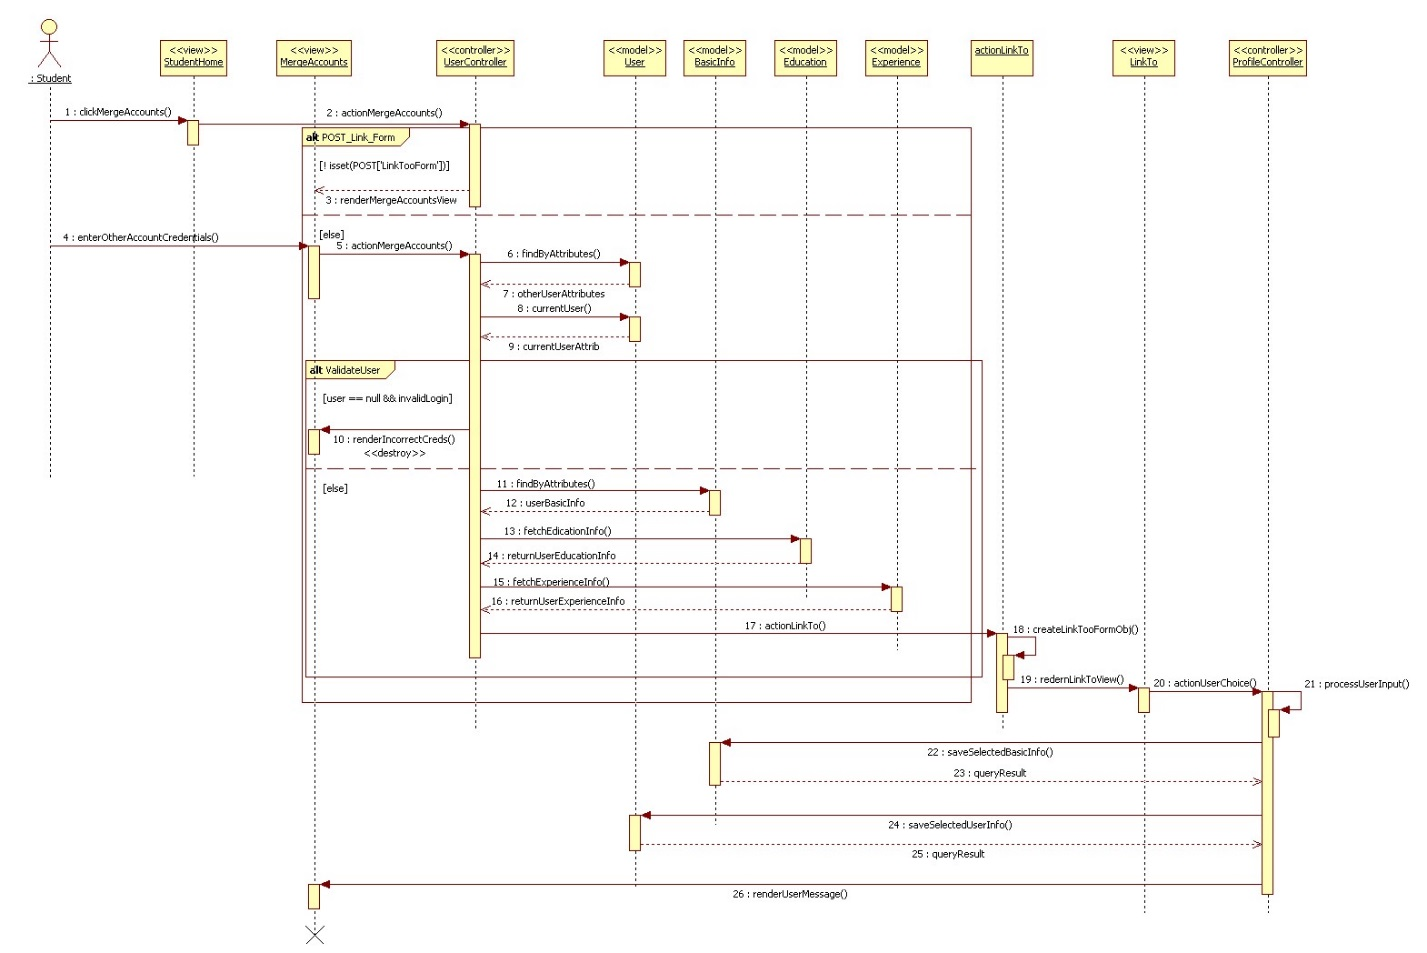 <<view>>
StudentHome
<<view>>
MergeAccounts
<<controller>>
UserController
<<model>>
User
<<model>>
BasicInfo
<<model>>
Education
<<model>>
Experience
actionLinkTo
<<view>>
LinkTo
<<controller>>
ProfileController
: Student
1 : clickMergeAccounts()
2 : actionMergeAccounts()
alt POST_Link_Form
[! isset(POST['LinkTooForm'])]
3 : renderMergeAccountsView
[else]
4 : enterOtherAccountCredentials()
5 : actionMergeAccounts()
6 : findByAttributes()
7 : otherUserAttributes
8 : currentUser()
9 : currentUserAttrib
alt ValidateUser
[user == null && invalidLogin]
10 : renderIncorrectCreds()
<<destroy>>
[else]
11 : findByAttributes()
12 : userBasicInfo
13 : fetchEdicationInfo()
14 : returnUserEducationInfo
15 : fetchExperienceInfo()
16 : returnUserExperienceInfo
17 : actionLinkTo()
18 : createLinkTooFormObj()
19 : redernLinkToView()
20 : actionUserChoice()
21 : processUserInput()
22 : saveSelectedBasicInfo()
23 : queryResult
24 : saveSelectedUserInfo()
25 : queryResult
26 : renderUserMessage()